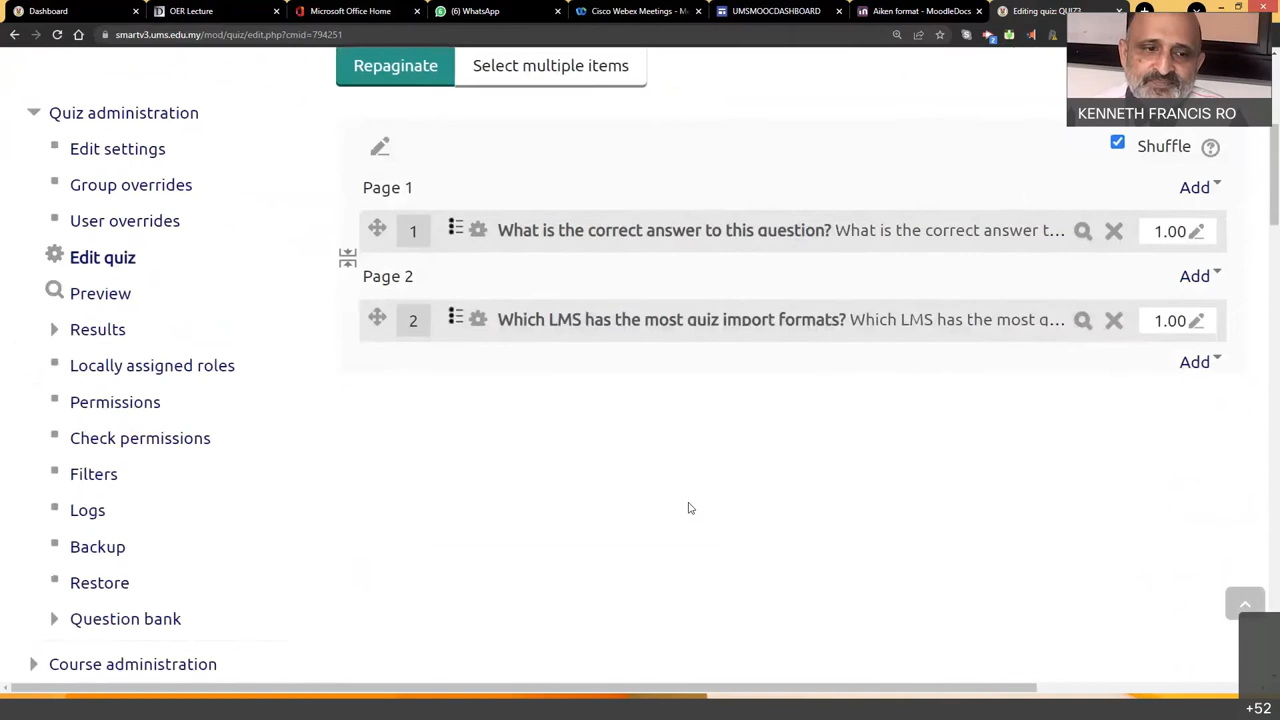 Dashboard
OER Lecture
Microsoft Office Home
(6) WhatsApp
Cisco Webex Meetings - M
UMSMOOCDASHBOARD
Aiken format - MoodleDocs
Editing quiz: QUIZ?
smartv3.ums.edu.my/mod/quiz/edit.php?cmid=794251
Repaginate
Select multiple items
KENNETH FRANCIS RO
Quiz administration
Edit settings
Group overrides
User overrides
Edit quiz
Preview
Results
Locally assigned roles
Permissions
Check permissions
Filters
Logs
Backup
Restore
Question bank
Course administration
Shuffle
Page 1
Add
1 What is the correct answer to this question? What is the correct answer t... 1.00
Page 2
Add
2 Which LMS has the most quiz import formats? Which LMS has the most q... 1.00
Add
+52